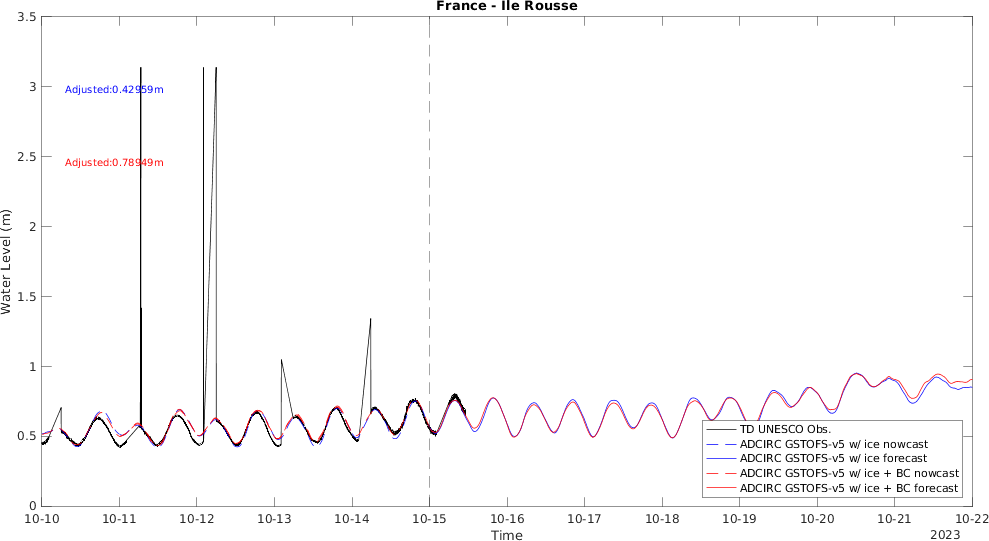 France - Ile Rousse
3.5
3
2.5
2
1.5
1
0.5
0
Water Level (m)
Adjusted:0.42959m
Adjusted:0.78949m
TD UNESCO Obs.
ADCIRC GSTOFS-v5 w/ ice nowcast
ADCIRC GSTOFS-v5 w/ ice forecast
ADCIRC GSTOFS-v5 w/ ice + BC nowcast
ADCIRC GSTOFS-v5 w/ ice + BC forecast
10-10 10-11 10-12 10-13 10-14 10-15 10-16 10-17 10-18 10-19 10-20 10-21 10-22
Time
2023